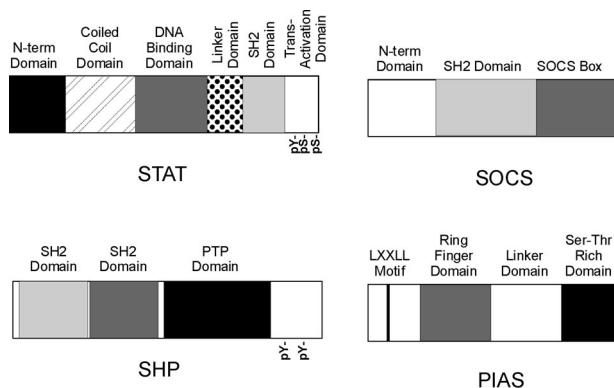 N-term
Domain
Coiled
Coil
Domain
DNA
Binding
Domain
Linker
Domain
SH2
Domain
Trans-
Activation
Domain
pY-
pS-
pS-
STAT
N-term
Domain
SH2 Domain
SOCS Box
SOCS
SH2
Domain
SH2
Domain
PTP
Domain
pY-
pY-
SHP
LXXLL
Motif
Ring
Finger
Domain
Linker
Domain
Ser-Thr
Rich
Domain
PIAS